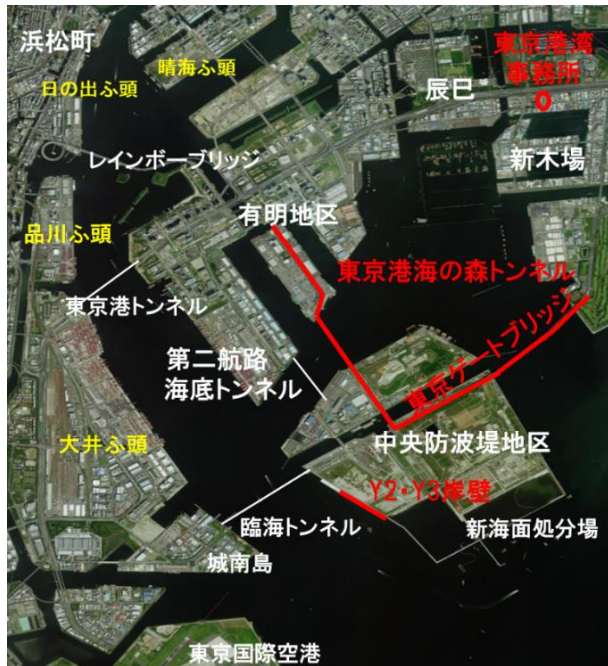 浜松町
晴海ふ頭
日の出ふ頭
東京港湾
事務所
辰巳
レインボーブリッジ
新木場
有明地区
品川ふ頭
東京港海の森トンネル
東京港トンネル
東京ゲートブリッジ
第二航路
海底トンネル
大井ふ頭
中央防波堤地区
Y2・Y3岸壁
臨海トンネル
新海面処分場
城南島
東京国際空港